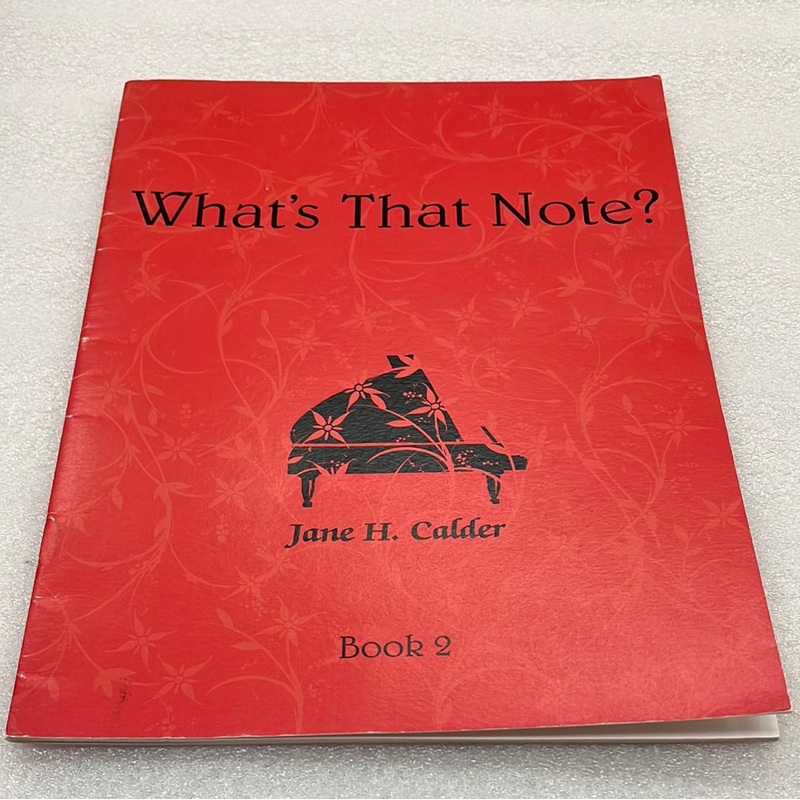 What's That Note?
Jane H. Calder
Book 2